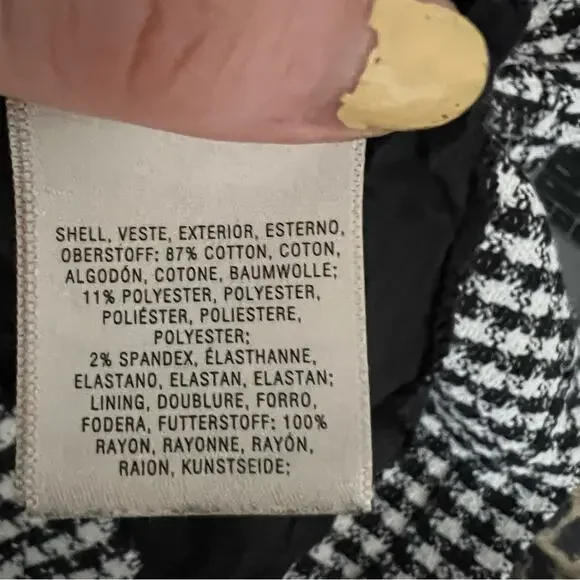 SHELL, VESTE, EXTERIOR, ESTERNO,
OBERSTOFF: 87% COTTON, COTON,
ALGODÓN, COTONE, BAUMWOLLE;
11% POLYESTER, POLYESTER,
POLIÉSTER, POLIESTERE,
POLYESTER;
2% SPANDEX, ÉLASTHANNE,
ELASTANO, ELASTAN, ELASTAN;
LINING, DOUBLURE, FORRO,
FODERA, FUTTERSTOFF: 100%
RAYON, RAYONNE, RAYÓN,
RAION, KUNSTSEIDE;